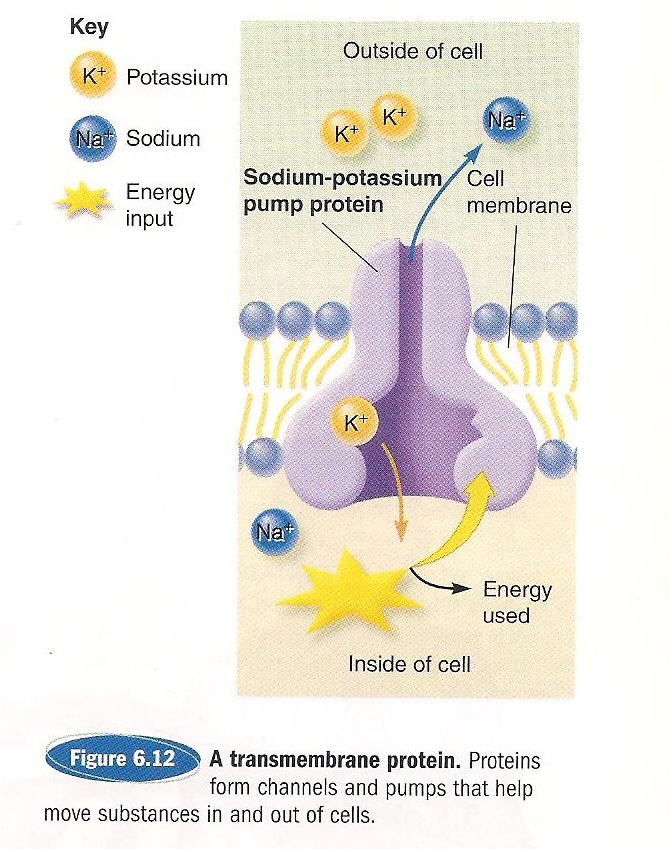 Key
K+ Potassium
Na+ Sodium
Energy
input
Outside of cell
K+
K+
Na+
Sodium-potassium
pump protein
Cell
membrane
K+
Na+
Energy
used
Inside of cell
Figure 6.12 A transmembrane protein. Proteins
form channels and pumps that help
move substances in and out of cells.